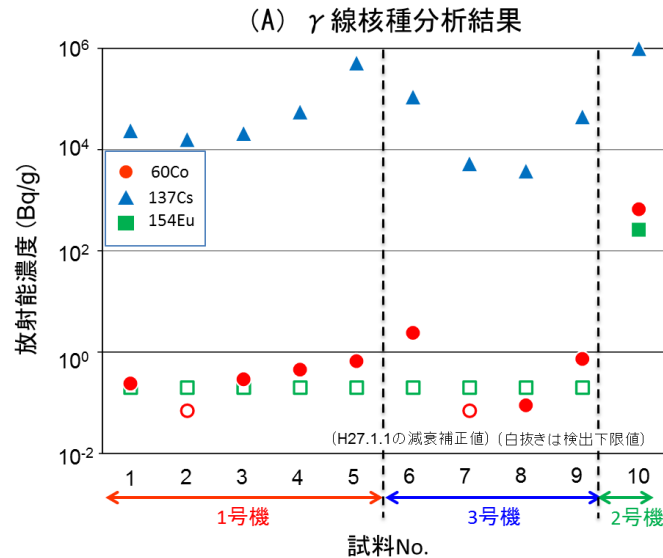 (A) γ線核種分析結果
10⁶
10⁴
10²
10⁰
10⁻²
放射能濃度(Bq/g)
60Co
137Cs
154Eu
(H27.1.1の減衰補正値)(白抜きは検出下限値)
1 2 3 4 5 6 7 8 9 10
1号機 3号機 2号機
試料No.